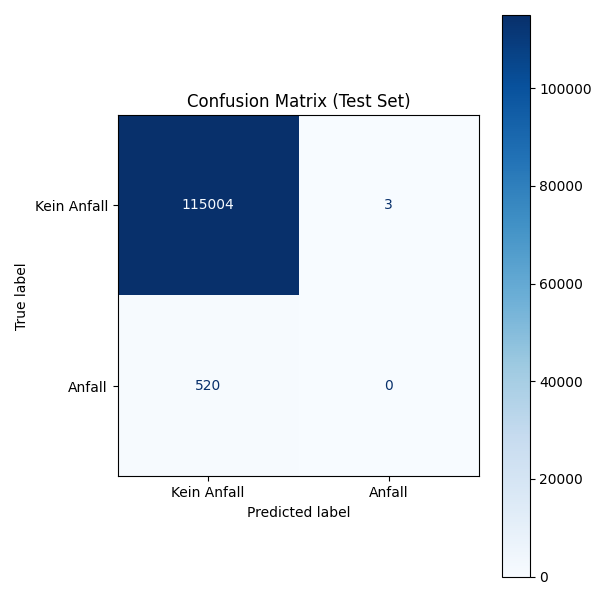 Confusion Matrix (Test Set)
True label
Kein Anfall
115004
3
Anfall
520
0
Kein Anfall
Anfall
Predicted label
100000
80000
60000
40000
20000
0